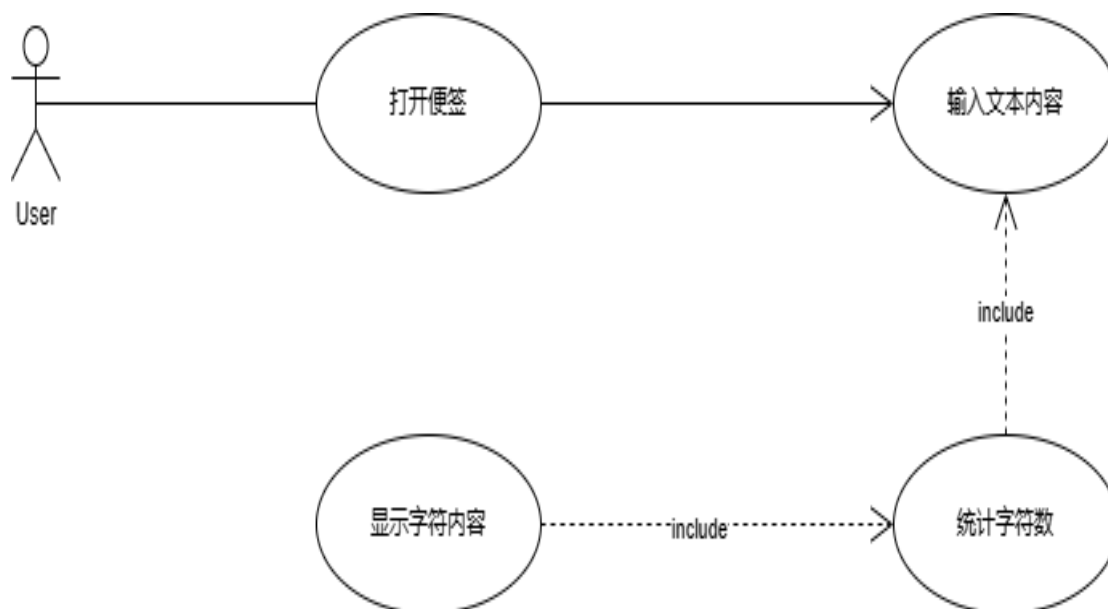 打开便签
输入文本内容
User
include
显示字符内容
include
统计字符数